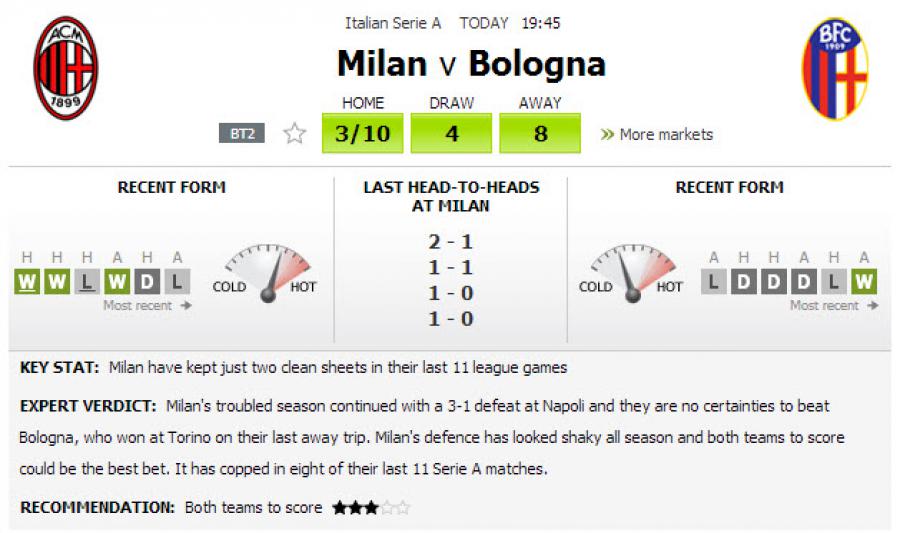 Italian Serie A TODAY 19:45
ACM
1899
BFC
1909
Milan v Bologna
HOME DRAW AWAY
BT2 3/10 4 8 » More markets
RECENT FORM
H H H A H A
W W L W D L
Most recent →
COLD HOT
LAST HEAD-TO-HEADS
AT MILAN
2 - 1
1 - 1
1 - 0
1 - 0
RECENT FORM
COLD HOT
A H H A H A
L D D D L W
Most recent →
KEY STAT: Milan have kept just two clean sheets in their last 11 league games
EXPERT VERDICT: Milan's troubled season continued with a 3-1 defeat at Napoli and they are no certainties to beat
Bologna, who won at Torino on their last away trip. Milan's defence has looked shaky all season and both teams to score
could be the best bet. It has copped in eight of their last 11 Serie A matches.
RECOMMENDATION: Both teams to score ★★★☆☆